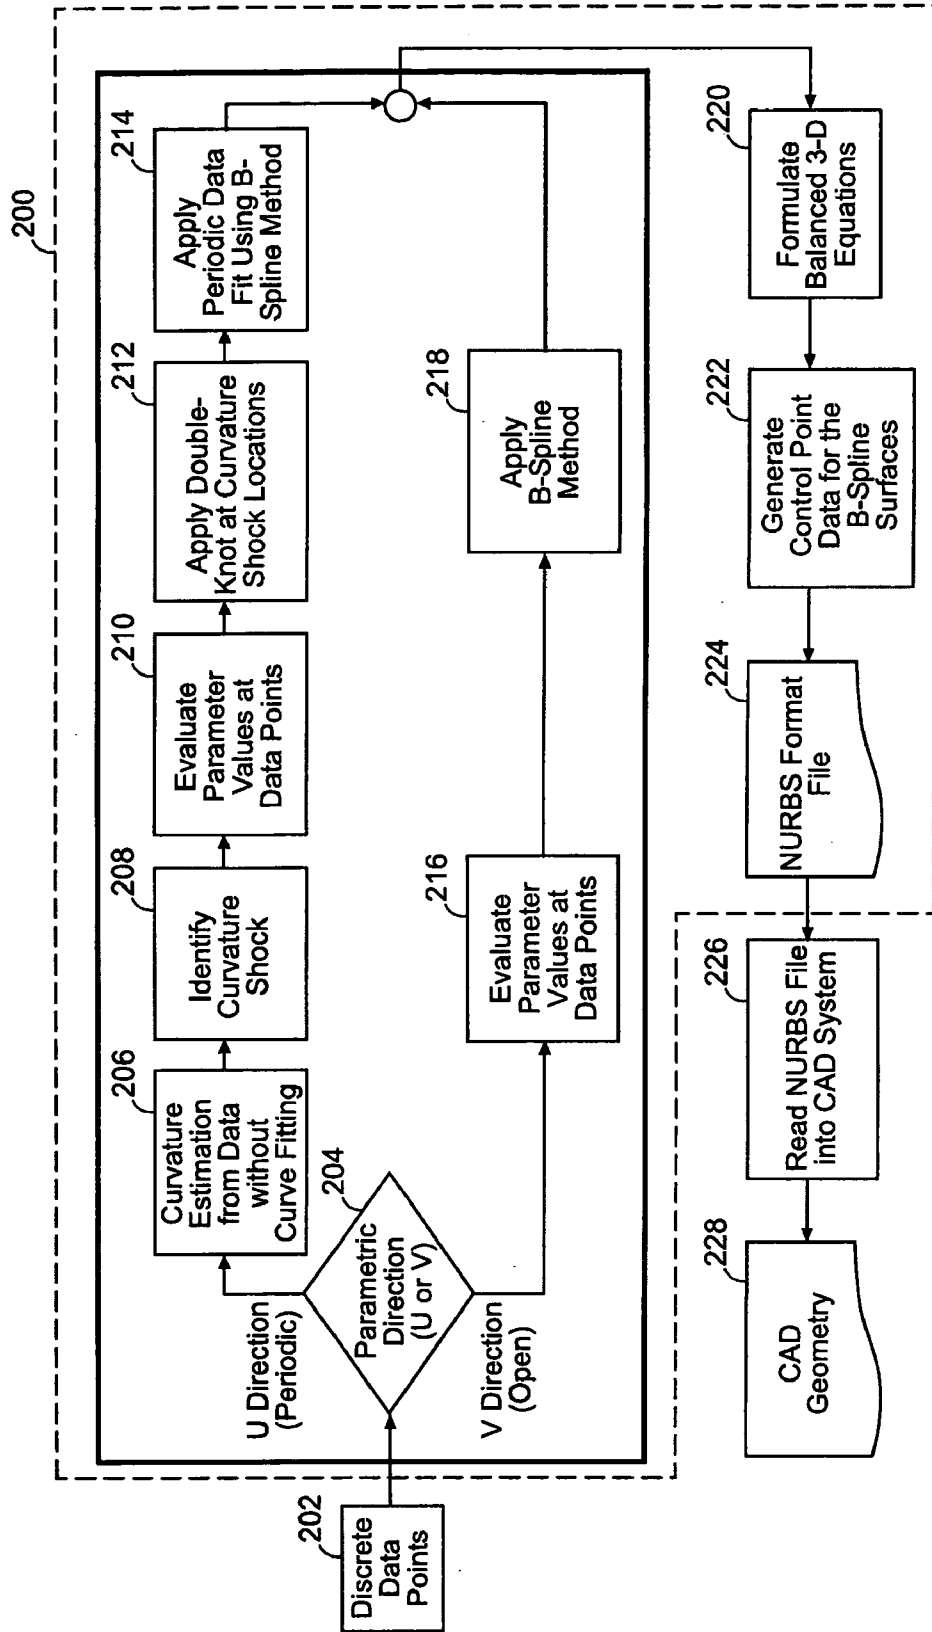 200
202
Discrete
Data
Points
204
Parametric
Direction
(U or V)
U Direction
(Periodic)
V Direction
(Open)
206
Curvature
Estimation
from Data
without
Curve Fitting
208
Identify
Curvature
Shock
210
Evaluate
Parameter
Values at
Data Points
212
Apply Double-
Knot at Curvature
Shock Locations
214
Apply
Periodic Data
Fit Using B-
Spline Method
216
Evaluate
Parameter
Values at
Data Points
218
Apply
B-Spline
Method
220
Formulate
Balanced 3-D
Equations
222
Generate
Control Point
Data for the
B-Spline
Surfaces
224
NURBS Format
File
226
Read NURBS File
into CAD System
228
CAD
Geometry